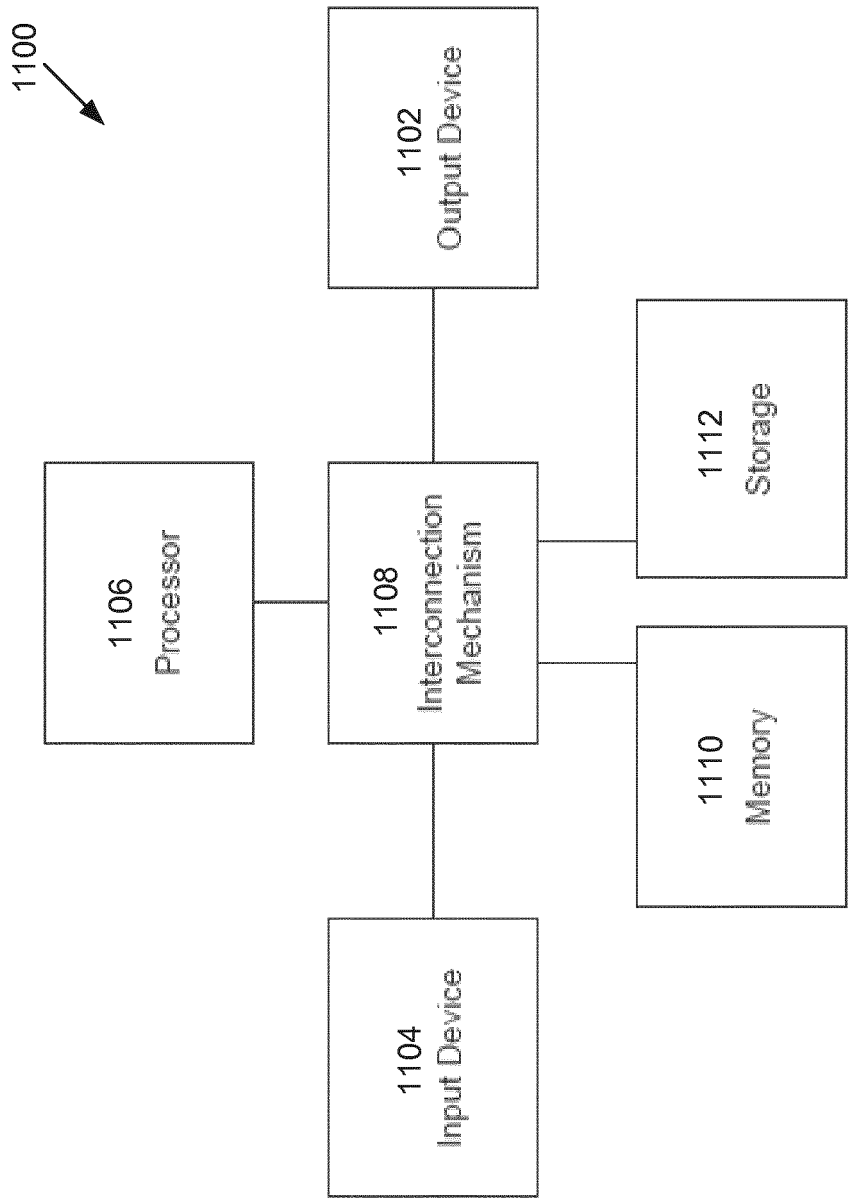 1100
1106
Processor
1104
Input Device
1108
Interconnection
Mechanism
1102
Output Device
1110
Memory
1112
Storage